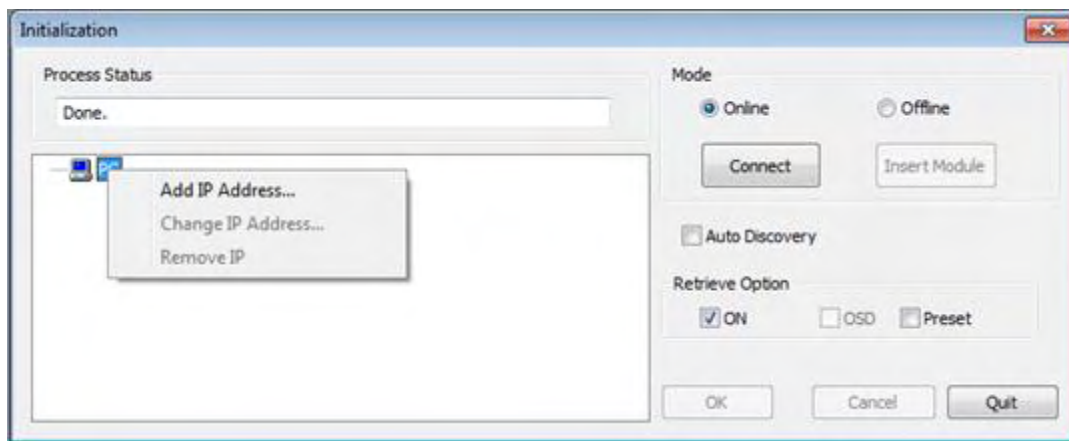 Initialization
Process Status
Done.
Add IP Address...
Change IP Address...
Remove IP
Mode
Online
Offline
Connect
Insert Module
Auto Discovery
Retrieve Option
ON
OSD
Preset
OK
Cancel
Quit